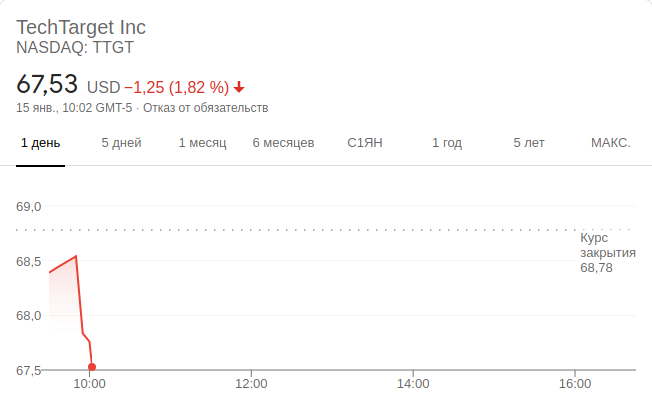 TechTarget Inc
NASDAQ: TTGT
67,53 USD −1,25 (1,82 %)
15 янв., 10:02 GMT-5 · Отказ от обязательств
1 день 5 дней 1 месяц 6 месяцев С1ЯН 1 год 5 лет МАКС.
69,0
Курс
закрытия
68,78
68,5
68,0
67,5
10:00 12:00 14:00 16:00